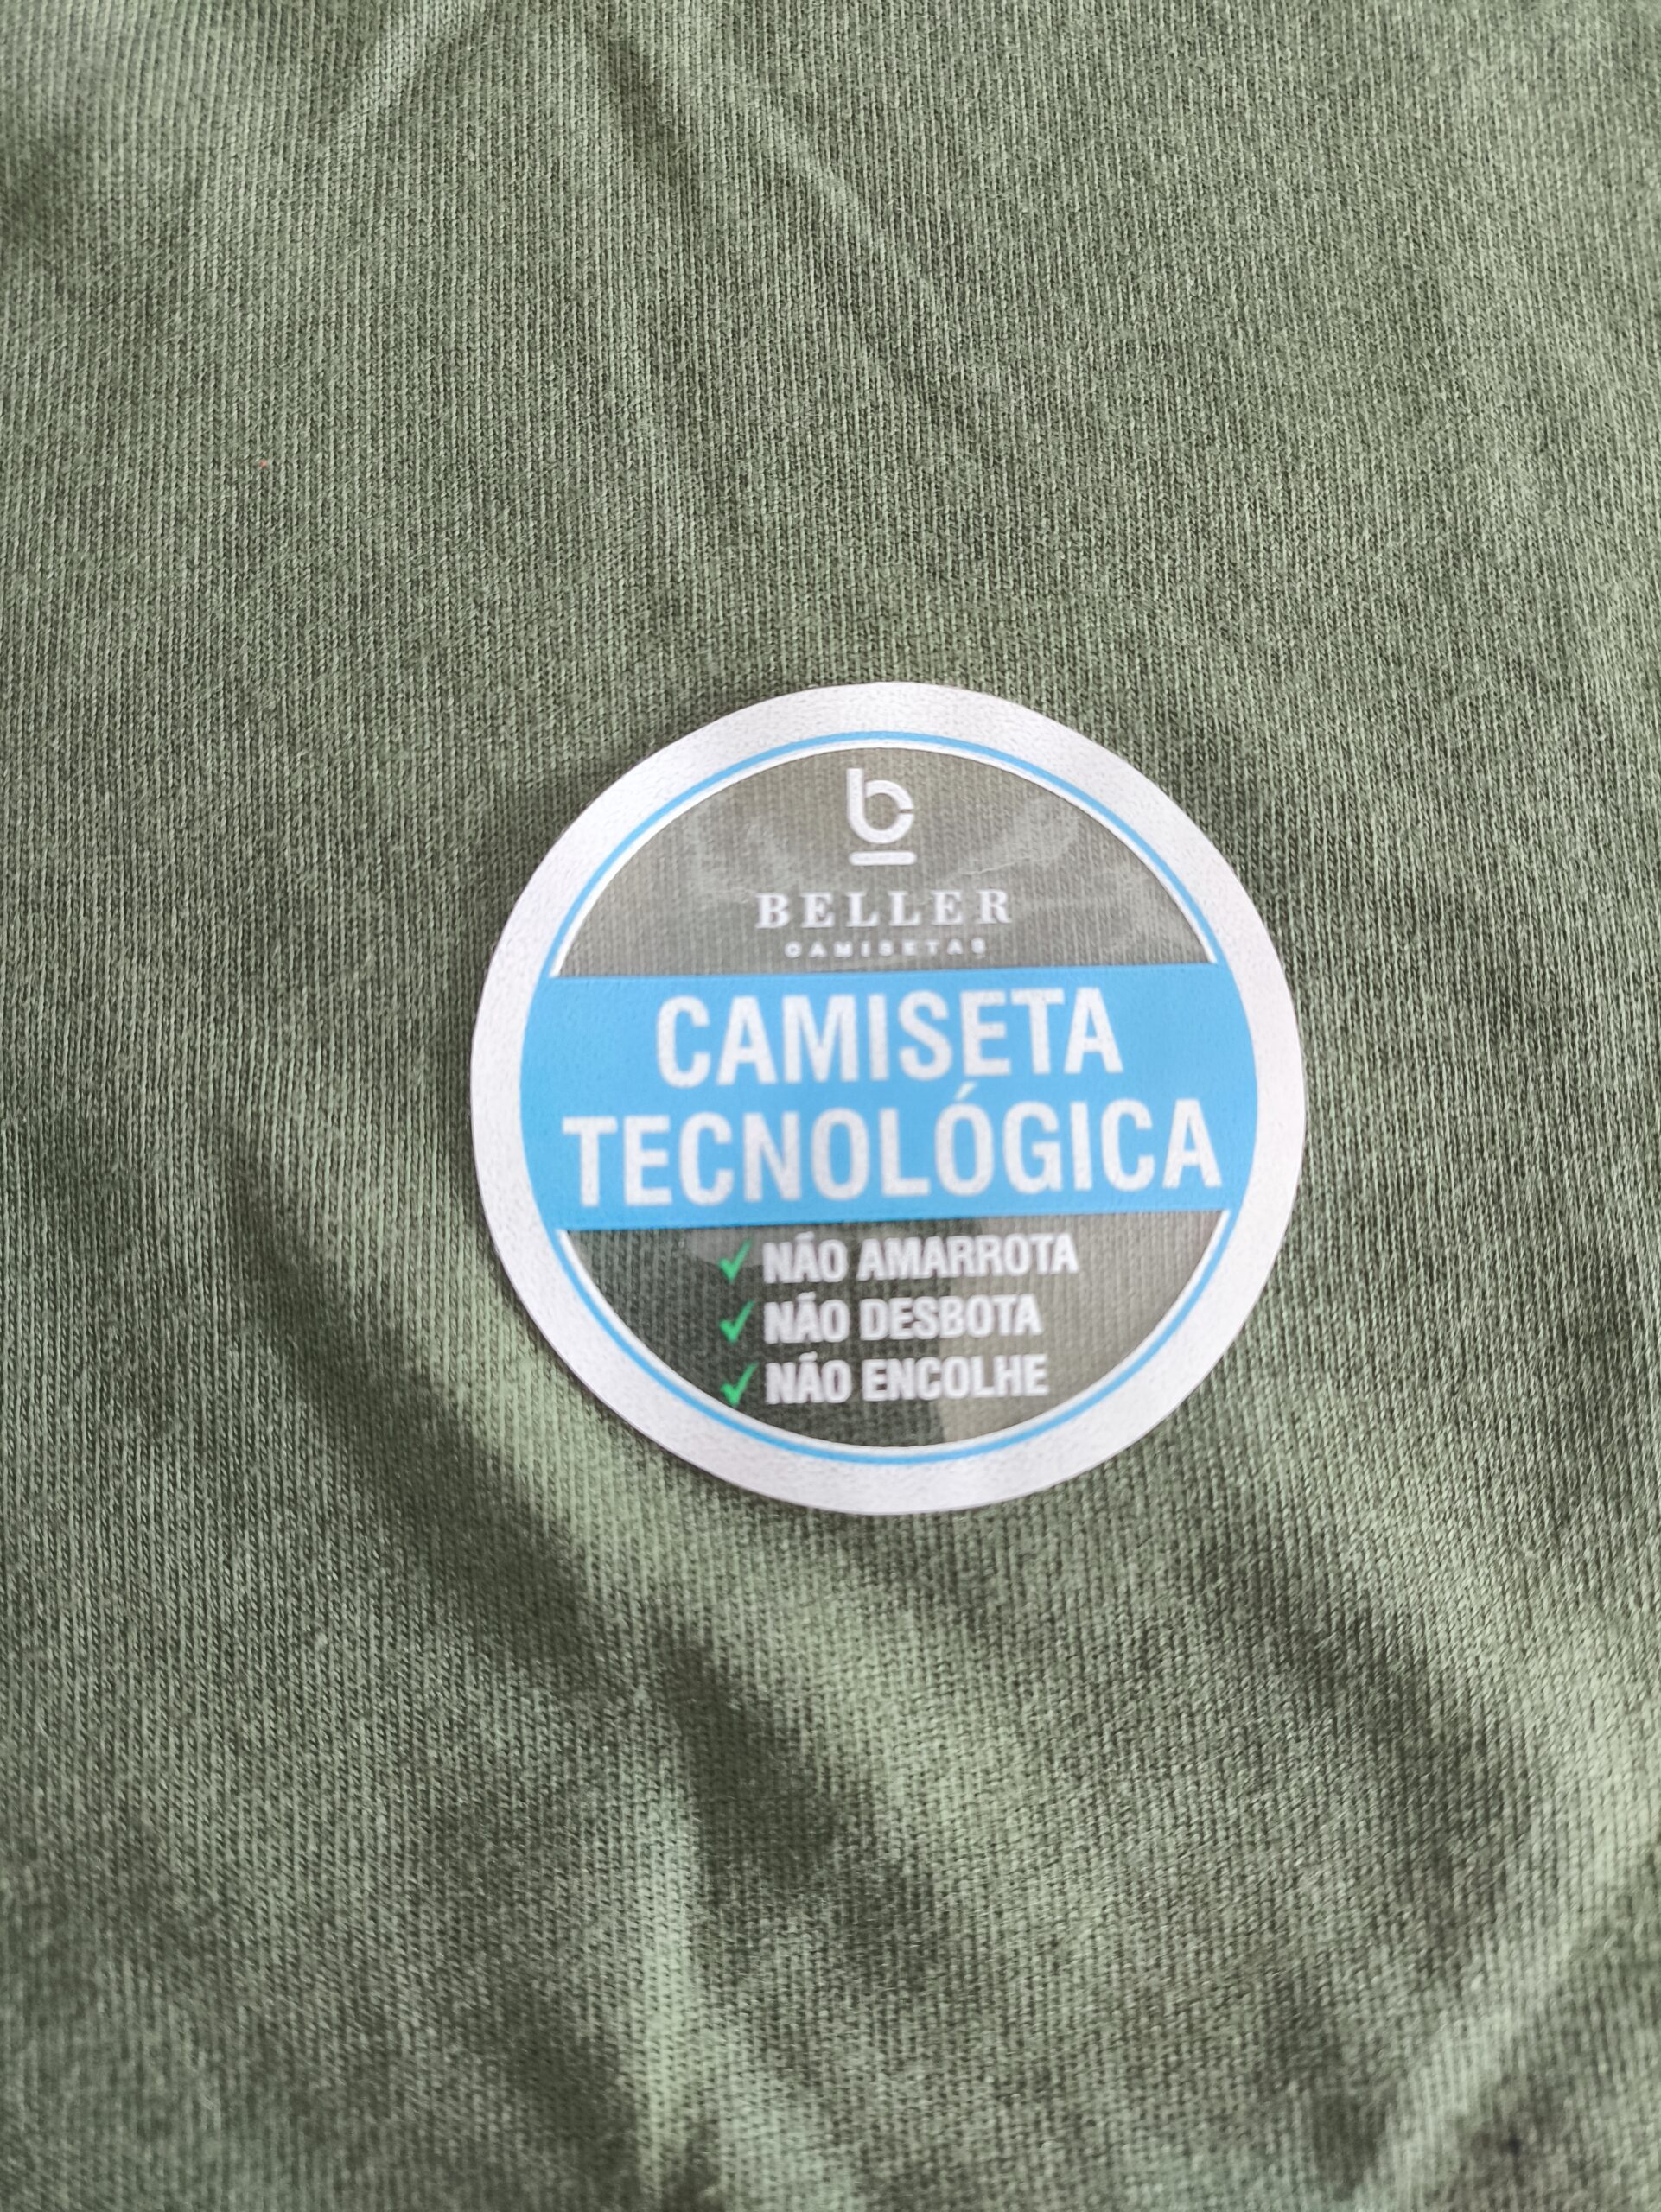 b
BELLER
CAMISETAS
CAMISETA
TECNOLÓGICA
✓ NÃO AMARROTA
✓ NÃO DESBOTA
✓ NÃO ENCOLHE